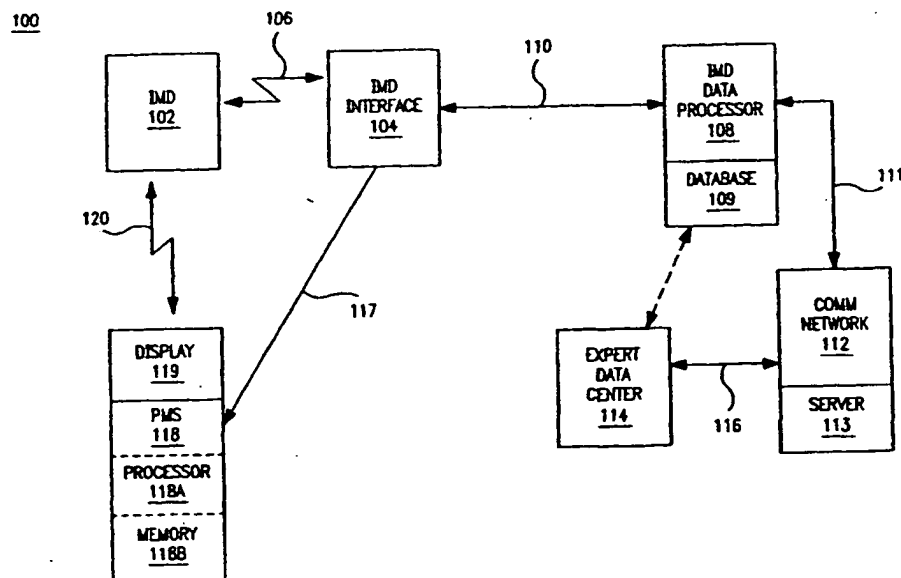 100
106
IMD
102
IMD
INTERFACE
104
110
IMD
DATA
PROCESSOR
108
DATABASE
109
111
120
117
DISPLAY
119
PMS
118
PROCESSOR
118A
MEMORY
118B
EXPERT
DATA
CENTER
114
116
COMM
NETWORK
112
SERVER
113